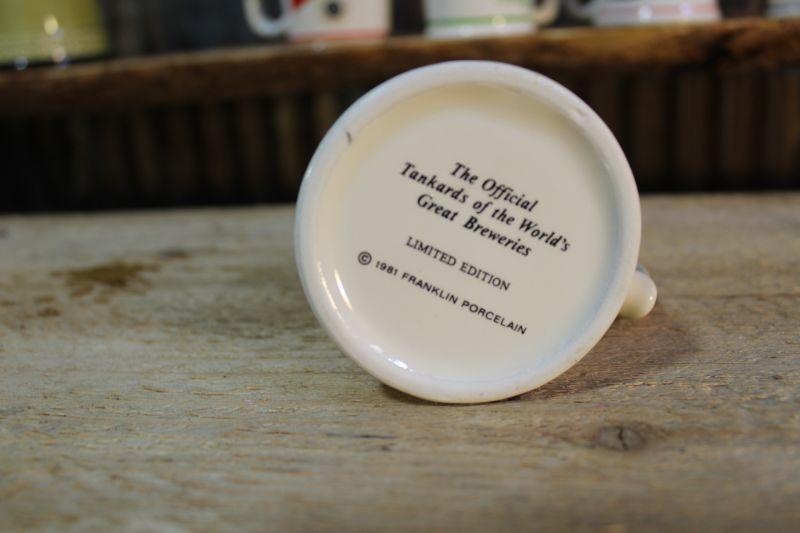 The Official
Tankards of the World's
Great Breweries
LIMITED EDITION
© 1981 FRANKLIN PORCELAIN